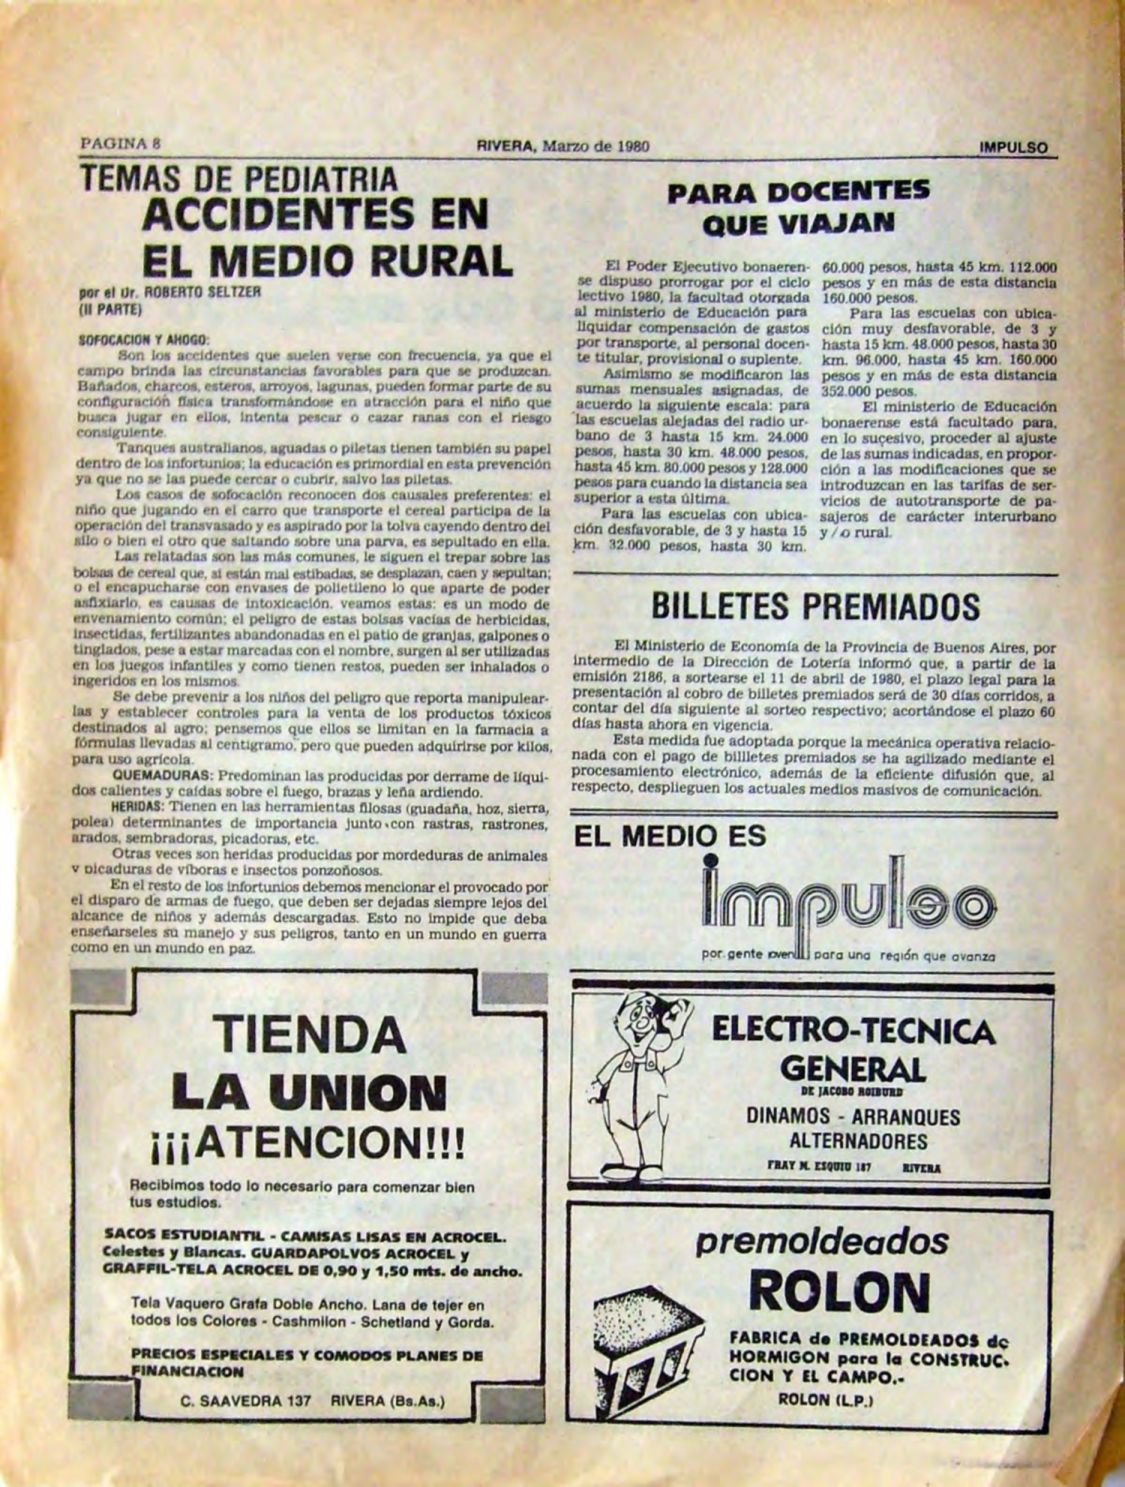 PAGINA 8
RIVERA, Marzo de 1980
IMPULSO
TEMAS DE PEDIATRIA
ACCIDENTES EN
EL MEDIO RURAL
por el Dr. ROBERTO SELTZER
(II PARTE)
SOFOCACION Y AHOGO:
Son los accidentes que suelen verse con frecuencia, ya que el
campo brinda las circunstancias favorables para que se produzcan.
Bañados, charcos, esteros, arroyos, lagunas, pueden formar parte de su
configuración física transformándose en atracción para el niño que
busca jugar en ellos, intenta pescar o cazar ranas con el riesgo
consiguiente.
Tanques australianos, aguadas o piletas tienen también su papel
dentro de los infortunios; la educación es primordial en esta prevención
ya que no se las puede cercar o cubrir, salvo las piletas.
Los casos de sofocación reconocen dos causales preferentes: el
niño que jugando en el carro que transporte el cereal participa de la
operación del transvasado y es aspirado por la tolva cayendo dentro del
silo o bien el otro que saltando sobre una parva, es sepultado en ella.
Las relatadas son las más comunes, le siguen el trepar sobre las
bolsas de cereal que, si están mal estibadas, se desplazan, caen y sepultan;
o el encapucharse con envases de polietileno lo que aparte de poder
asfixiarlo, es causas de intoxicación. veamos estas: es un modo de
envenamiento común; el peligro de estas bolsas vacías de herbicidas,
insectidas, fertilizantes abandonadas en el patio de granjas, galpones o
tinglados, pese a estar marcadas con el nombre, surgen al ser utilizadas
en los juegos infantiles y como tienen restos, pueden ser inhalados o
ingeridos en los mismos.
Se debe prevenir a los niños del peligro que reporta manipulear-
las y establecer controles para la venta de los productos tóxicos
destinados al agro; pensemos que ellos se limitan en la farmacia a
fórmulas llevadas al centigramo, pero que pueden adquirirse por kilos,
para uso agrícola.
QUEMADURAS: Predominan las producidas por derrame de líqui-
dos calientes y caídas sobre el fuego, brazas y leña ardiendo.
HERIDAS: Tienen en las herramientas filosas (guadaña, hoz, sierra,
polea) determinantes de importancia junto con rastras, rastrones,
arados, sembradoras, picadoras, etc.
Otras veces son heridas producidas por mordeduras de animales
y picaduras de víboras e insectos ponzoñosos.
En el resto de los infortunios debemos mencionar el provocado por
el disparo de armas de fuego, que deben ser dejadas siempre lejos del
alcance de niños y además descargadas. Esto no impide que deba
enseñarseles su manejo y sus peligros, tanto en un mundo en guerra
como en un mundo en paz.
PARA DOCENTES
QUE VIAJAN
El Poder Ejecutivo bonaeren-
se dispuso prorrogar por el ciclo
lectivo 1980, la facultad otorgada
al ministerio de Educación para
liquidar compensación de gastos
por transporte, al personal docen-
te titular, provisional o suplente.
Asimismo se modificaron las
sumas mensuales asignadas, de
acuerdo la siguiente escala: para
las escuelas alejadas del radio ur-
bano de 3 hasta 15 km. 24.000
pesos, hasta 30 km. 48.000 pesos,
hasta 45 km. 80.000 pesos y 128.000
pesos para cuando la distancia sea
superior a esta última.
Para las escuelas con ubica-
ción desfavorable, de 3 y hasta 15
km. 32.000 pesos, hasta 30 km.
60.000 pesos, hasta 45 km. 112.000
pesos y en más de esta distancia
160.000 pesos.
Para las escuelas con ubica-
ción muy desfavorable, de 3 y
hasta 15 km. 48.000 pesos, hasta 30
km. 96.000, hasta 45 km. 160.000
pesos y en más de esta distancia
352.000 pesos.
El ministerio de Educación
bonaerense está facultado para,
en lo sucesivo, proceder al ajuste
de las sumas indicadas, en propor-
ción a las modificaciones que se
introduzcan en las tarifas de ser-
vicios de autotransporte de pa-
sajeros de carácter interurbano
y/o rural.
BILLETES PREMIADOS
El Ministerio de Economía de la Provincia de Buenos Aires, por
intermedio de la Dirección de Lotería informó que, a partir de la
emisión 2186, a sortearse el 11 de abril de 1980, el plazo legal para la
presentación al cobro de billetes premiados será de 30 días corridos, a
contar del día siguiente al sorteo respectivo; acortándose el plazo 60
días hasta ahora en vigencia.
Esta medida fue adoptada porque la mecánica operativa relacio-
nada con el pago de billletes premiados se ha agilizado mediante el
procesamiento electrónico, además de la eficiente difusión que, al
respecto, despliegan los actuales medios masivos de comunicación.
EL MEDIO ES
impulso
por gente joven para una región que avanza
TIENDA
LA UNION
¡¡¡ATENCION!!!
Recibimos todo lo necesario para comenzar bien
tus estudios.
SACOS ESTUDIANTIL - CAMISAS LISAS EN ACROCEL.
Celestes y Blancas. GUARDAPOLVOS ACROCEL y
GRAFFIL-TELA ACROCEL DE 0,90 y 1,50 mts. de ancho.
Tela Vaquero Grafa Doble Ancho. Lana de tejer en
todos los Colores - Cashmilon - Schetland y Gorda.
PRECIOS ESPECIALES Y COMODOS PLANES DE
FINANCIACION
C. SAAVEDRA 137 RIVERA (Bs.As.)
ELECTRO-TECNICA
GENERAL
DE JACOBO ROIBURD
DINAMOS - ARRANQUES
ALTERNADORES
FRAY M. ESQUIU 187 RIVERA
premoldeados
ROLON
FABRICA de PREMOLDEADOS de
HORMIGON para la CONSTRUC-
CION Y EL CAMPO.-
ROLON (L.P.)